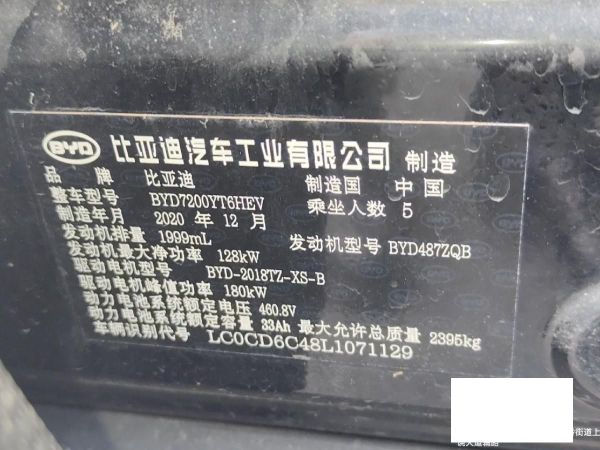 BYD 比亚迪汽车工业有限公司 制造
品牌 比亚迪 制造国 中国
整车型号 BYD7200YT6HEV 乘坐人数 5
制造年月 2020 年 12 月
发动机排量 1999mL 发动机型号 BYD487ZQB
发动机最大净功率 128kW
驱动电机型号 BYD-2018TZ-XS-B
驱动电机峰值功率 180kW
动力电池系统额定电压 460.8V
动力电池系统额定容量 33Ah 最大允许总质量 2395kg
车辆识别代号 LC0CD6C48L1071129
街道上